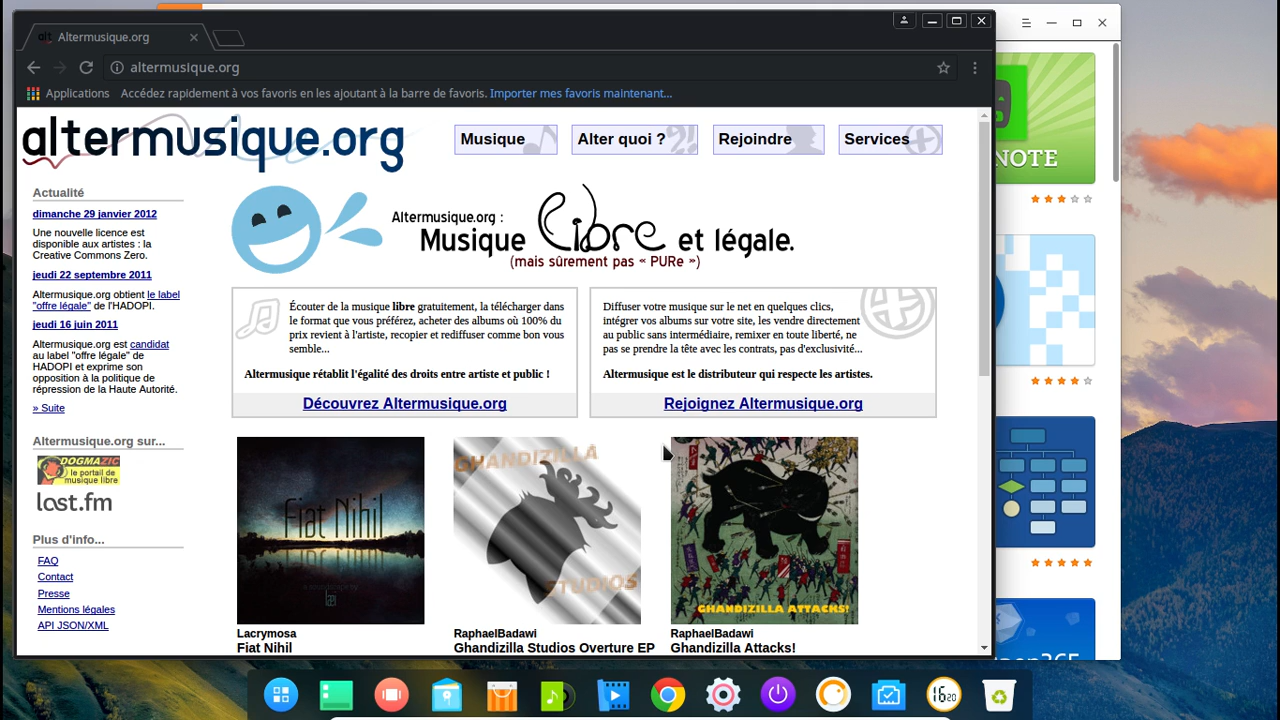 Altermusique.org
altermusique.org
Applications Accédez rapidement à vos favoris en les ajoutant à la barre de favoris. Importer mes favoris maintenant...
altermusique.org
Musique
Alter quoi ?
Rejoindre
Services
Actualité
dimanche 29 janvier 2012
Une nouvelle licence est
disponible aux artistes : la
Creative Commons Zero.
jeudi 22 septembre 2011
Altermusique.org obtient le label
"offre légale" de l'HADOPI.
jeudi 16 juin 2011
Altermusique.org est candidat
au label "offre légale" de
HADOPI et exprime son
opposition à la politique de
répression de la Haute Autorité.
» Suite
Altermusique.org sur...
DOGMAZIC
le portail de
musique libre
last.fm
Plus d'info...
FAQ
Contact
Presse
Mentions légales
API JSON/XML
Altermusique.org :
Musique libre et légale.
(mais sûrement pas « PURe »)
Écouter de la musique libre gratuitement, la télécharger dans
le format que vous préférez, acheter des albums où 100% du
prix revient à l'artiste, recopier et rediffuser comme bon vous
semble...
Altermusique rétablit l'égalité des droits entre artiste et public !
Découvrez Altermusique.org
Diffuser votre musique sur le net en quelques clics,
intégrer vos albums sur votre site, les vendre directement
au public sans intermédiaire, remixer en toute liberté, ne
pas se prendre la tête avec les contrats, pas d'exclusivité...
Altermusique est le distributeur qui respecte les artistes.
Rejoignez Altermusique.org
Fiat Nihil
Lacrymosa
Fiat Nihil
GHANDIZILLA
STUDIOS
RaphaelBadawi
Ghandizilla Studios Overture EP
GHANDIZILLA ATTACKS!
RaphaelBadawi
Ghandizilla Attacks!
NOTE
16 20